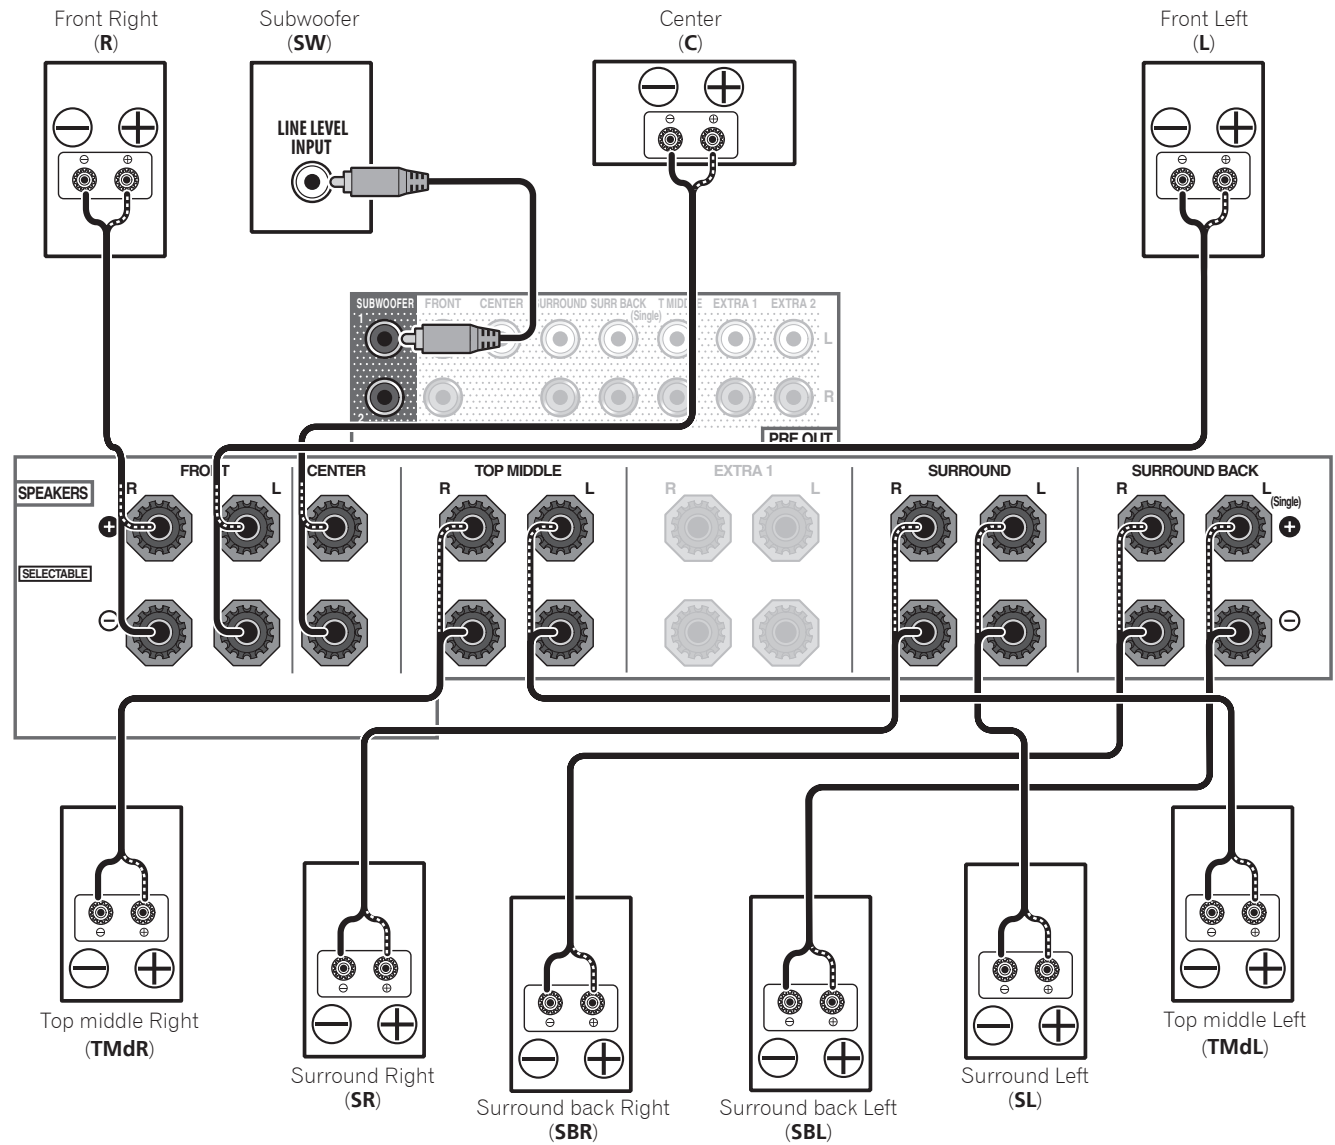 Front Right
(R)
Subwoofer
(SW)
Center
(C)
Front Left
(L)
LINE LEVEL
INPUT
SUBWOOFER
FRONT
CENTER
SURROUND
SURR BACK
(Single)
T MIDDLE
EXTRA 1
EXTRA 2
1
L
2
R
PRE OUT
SPEAKERS
SELECTABLE
FRONT
R
L
CENTER
TOP MIDDLE
R
L
EXTRA 1
R
L
SURROUND
R
L
SURROUND BACK
R
L
(Single)
Top middle Right
(TMdR)
Surround Right
(SR)
Surround back Right
(SBR)
Surround back Left
(SBL)
Surround Left
(SL)
Top middle Left
(TMdL)